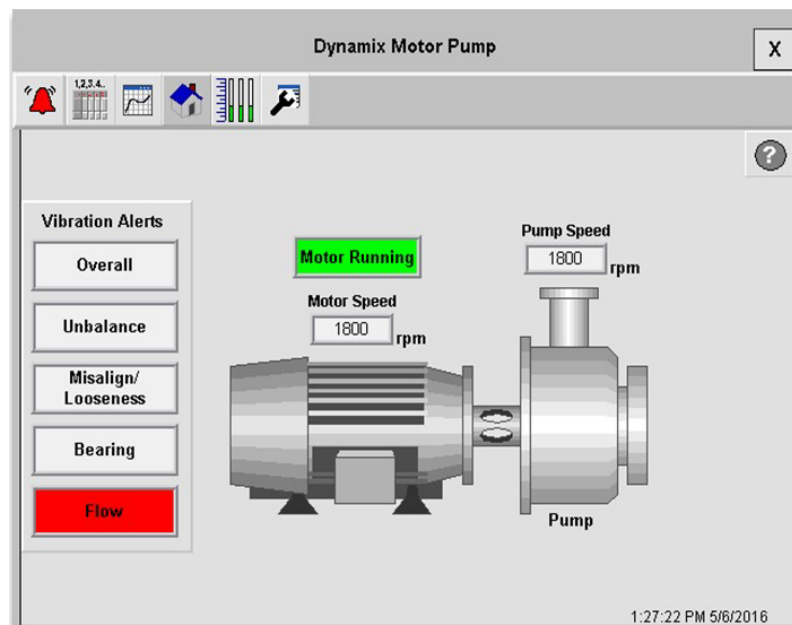 Dynamix Motor Pump
X
1,2,3,4..
?
Vibration Alerts
Overall
Unbalance
Misalign/
Looseness
Bearing
Flow
Motor Running
Motor Speed
1800 rpm
Pump Speed
1800 rpm
Pump
1:27:22 PM 5/6/2016